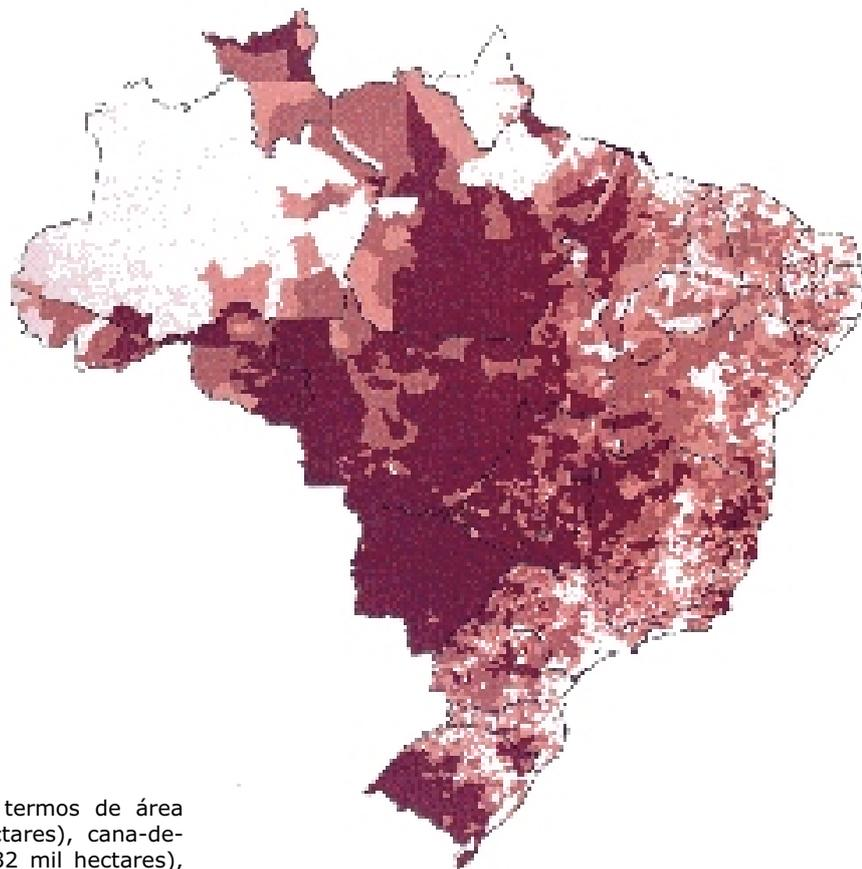 termos de área
ctares), cana-de-
32 mil hectares),